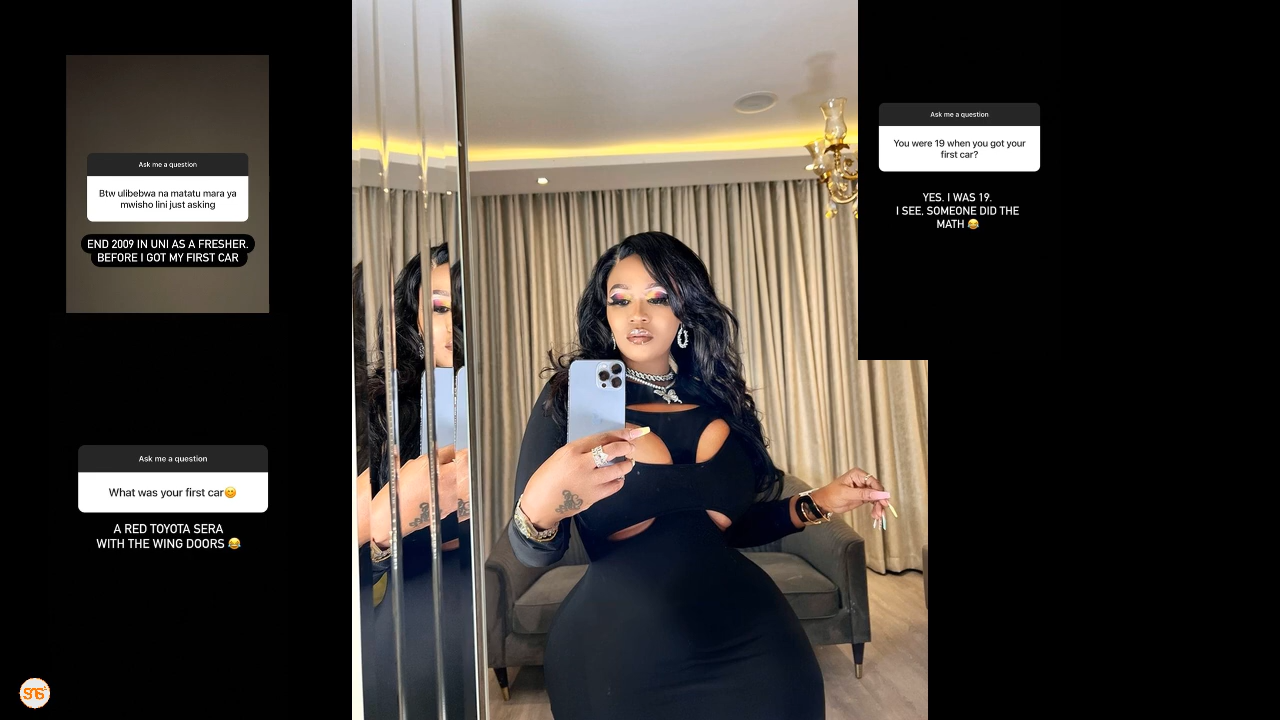 Ask me a question
Btw ulibebwa na matatu mara ya
mwisho lini just asking
END 2009 IN UNI AS A FRESHER.
BEFORE I GOT MY FIRST CAR
Ask me a question
What was your first car😊
A RED TOYOTA SERA
WITH THE WING DOORS 😂
Ask me a question
You were 19 when you got your
first car?
YES. I WAS 19.
I SEE, SOMEONE DID THE
MATH 😂
SNS